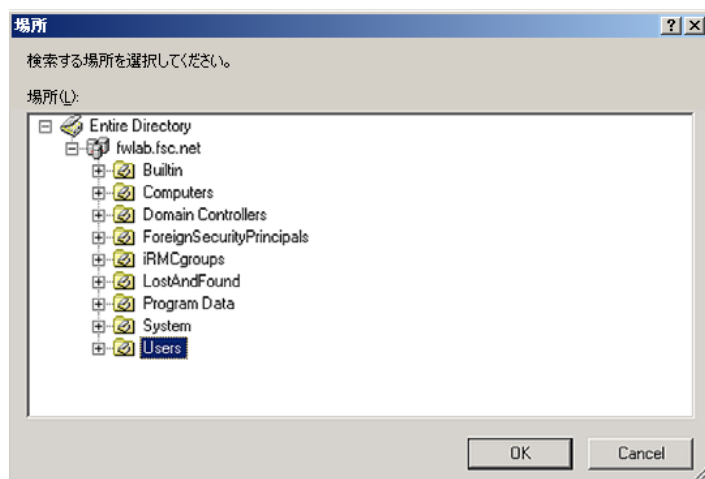 場所
検索する場所を選択してください。
場所(L):
Entire Directory
fwlab.fsc.net
Builtin
Computers
Domain Controllers
ForeignSecurityPrincipals
iRMCgroups
LostAndFound
Program Data
System
Users
OK Cancel